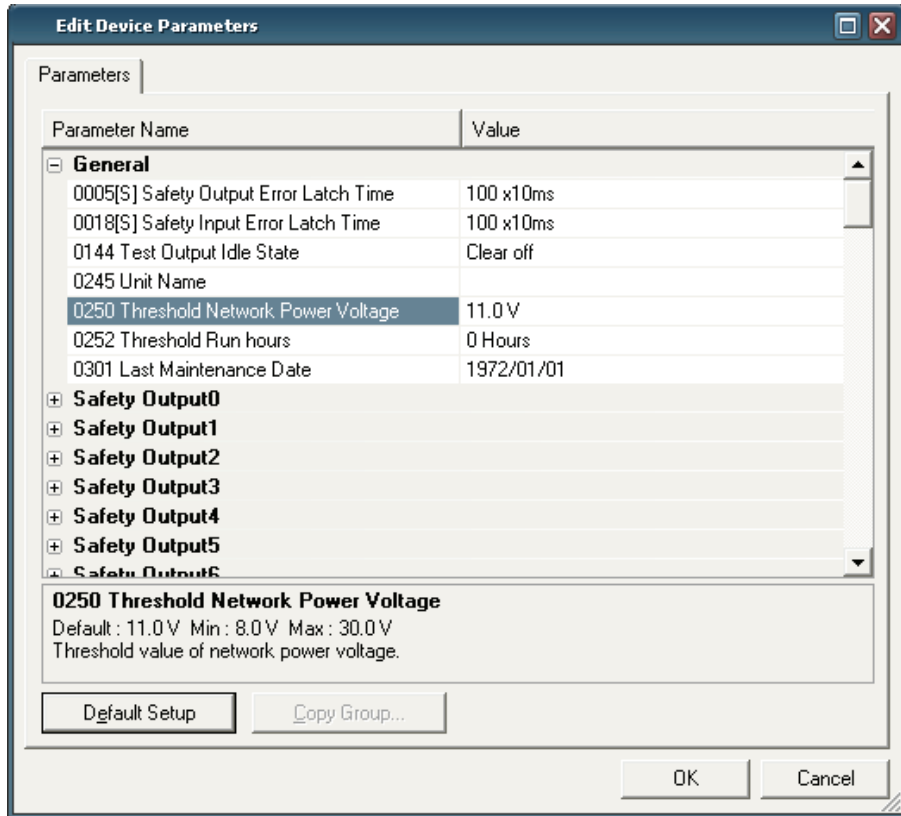 Edit Device Parameters
Parameters
Parameter Name Value
General
0005[S] Safety Output Error Latch Time 100 x10ms
0018[S] Safety Input Error Latch Time 100 x10ms
0144 Test Output Idle State Clear off
0245 Unit Name
0250 Threshold Network Power Voltage 11.0 V
0252 Threshold Run hours 0 Hours
0301 Last Maintenance Date 1972/01/01
Safety Output0
Safety Output1
Safety Output2
Safety Output3
Safety Output4
Safety Output5
Safety Output6
0250 Threshold Network Power Voltage
Default : 11.0 V Min : 8.0 V Max : 30.0 V
Threshold value of network power voltage.
Default Setup Copy Group...
OK Cancel